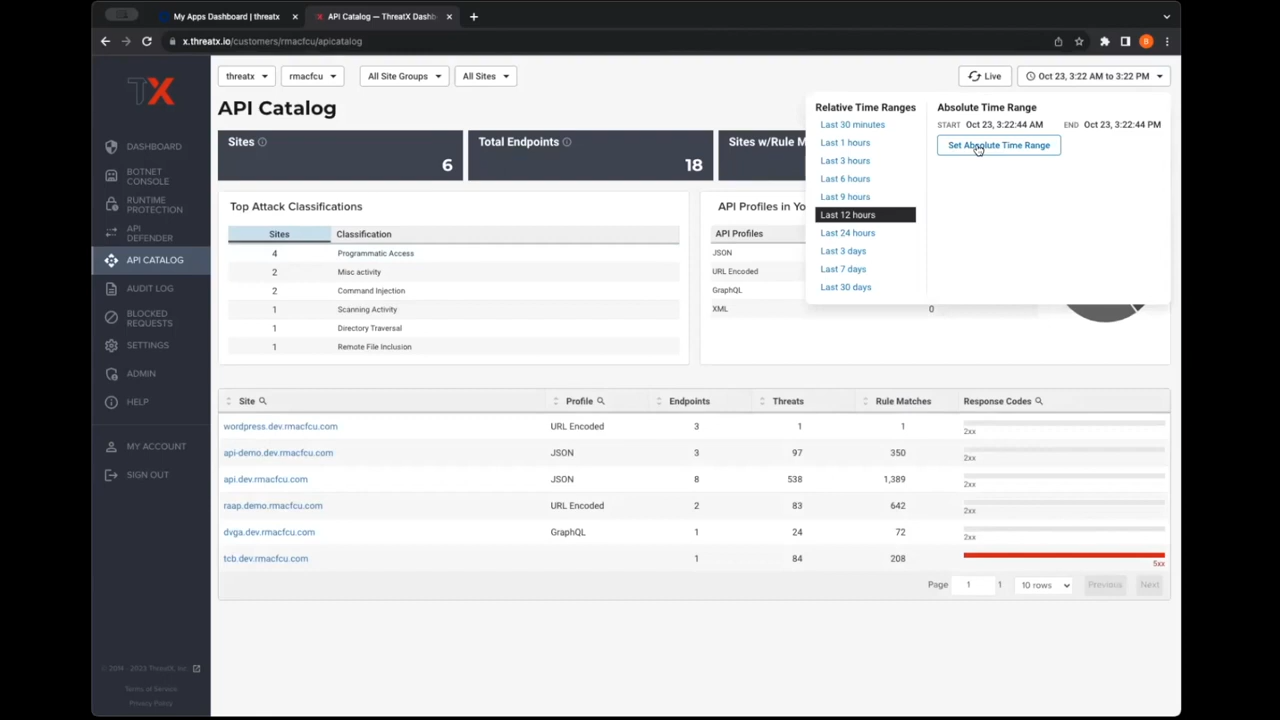 My Apps Dashboard | threatx
API Catalog — ThreatX Dashb
x.threatx.io/customers/rmacfcu/apicatalog
B
TX
DASHBOARD
BOTNET
CONSOLE
RUNTIME
PROTECTION
API
DEFENDER
API CATALOG
AUDIT LOG
BLOCKED
REQUESTS
SETTINGS
ADMIN
HELP
MY ACCOUNT
SIGN OUT
© 2014 - 2023 ThreatX, Inc.
Terms of Service
Privacy Policy
threatx
rmacfcu
All Site Groups
All Sites
Live
Oct 23, 3:22 AM to 3:22 PM
API Catalog
Sites
6
Total Endpoints
18
Sites w/Rule M
Relative Time Ranges
Last 30 minutes
Last 1 hours
Last 3 hours
Last 6 hours
Last 9 hours
Last 12 hours
Last 24 hours
Last 3 days
Last 7 days
Last 30 days
Absolute Time Range
START Oct 23, 3:22:44 AM END Oct 23, 3:22:44 PM
Set Absolute Time Range
Top Attack Classifications
Sites Classification
4 Programmatic Access
2 Misc activity
2 Command Injection
1 Scanning Activity
1 Directory Traversal
1 Remote File Inclusion
API Profiles in Yo
API Profiles
JSON
URL Encoded
GraphQL
XML 0
Site Profile Endpoints Threats Rule Matches Response Codes
wordpress.dev.rmacfcu.com URL Encoded 3 1 1 2xx
api-demo.dev.rmacfcu.com JSON 3 97 350 2xx
api.dev.rmacfcu.com JSON 8 538 1,389 2xx
raap.demo.rmacfcu.com URL Encoded 2 83 642 2xx
dvga.dev.rmacfcu.com GraphQL 1 24 72 2xx
tcb.dev.rmacfcu.com 1 84 208 5xx
Page 1 1 10 rows Previous Next